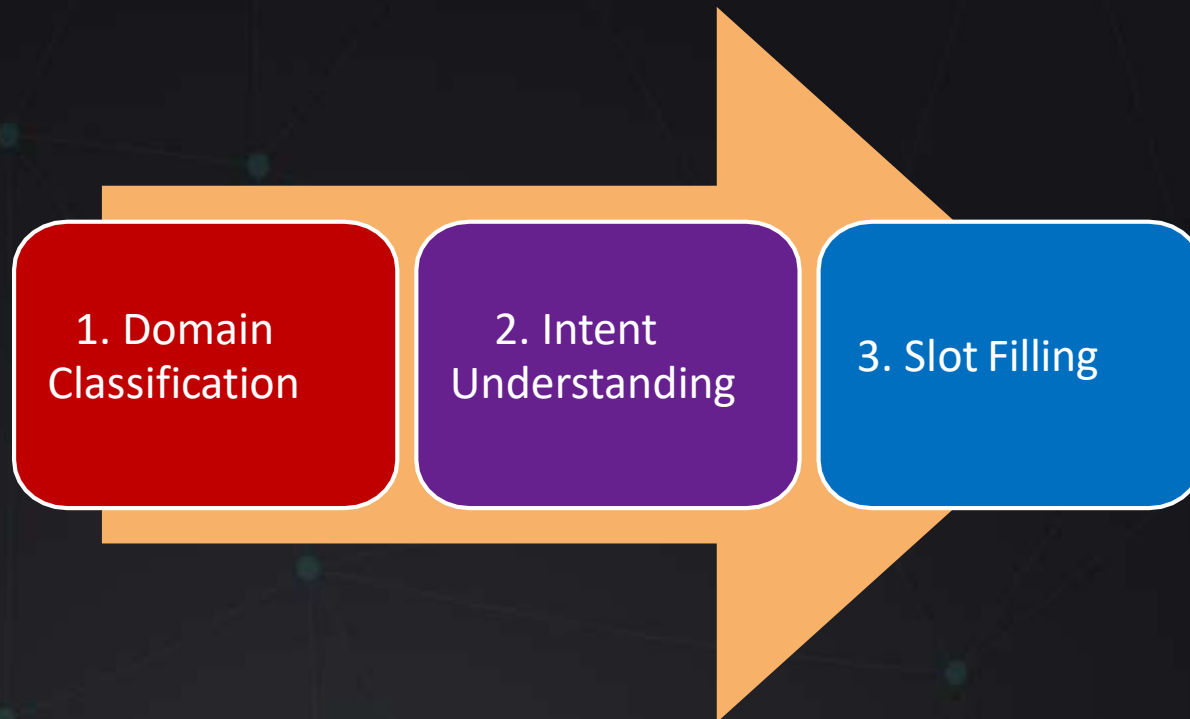 1. Domain
Classification
2. Intent
Understanding
3. Slot Filling